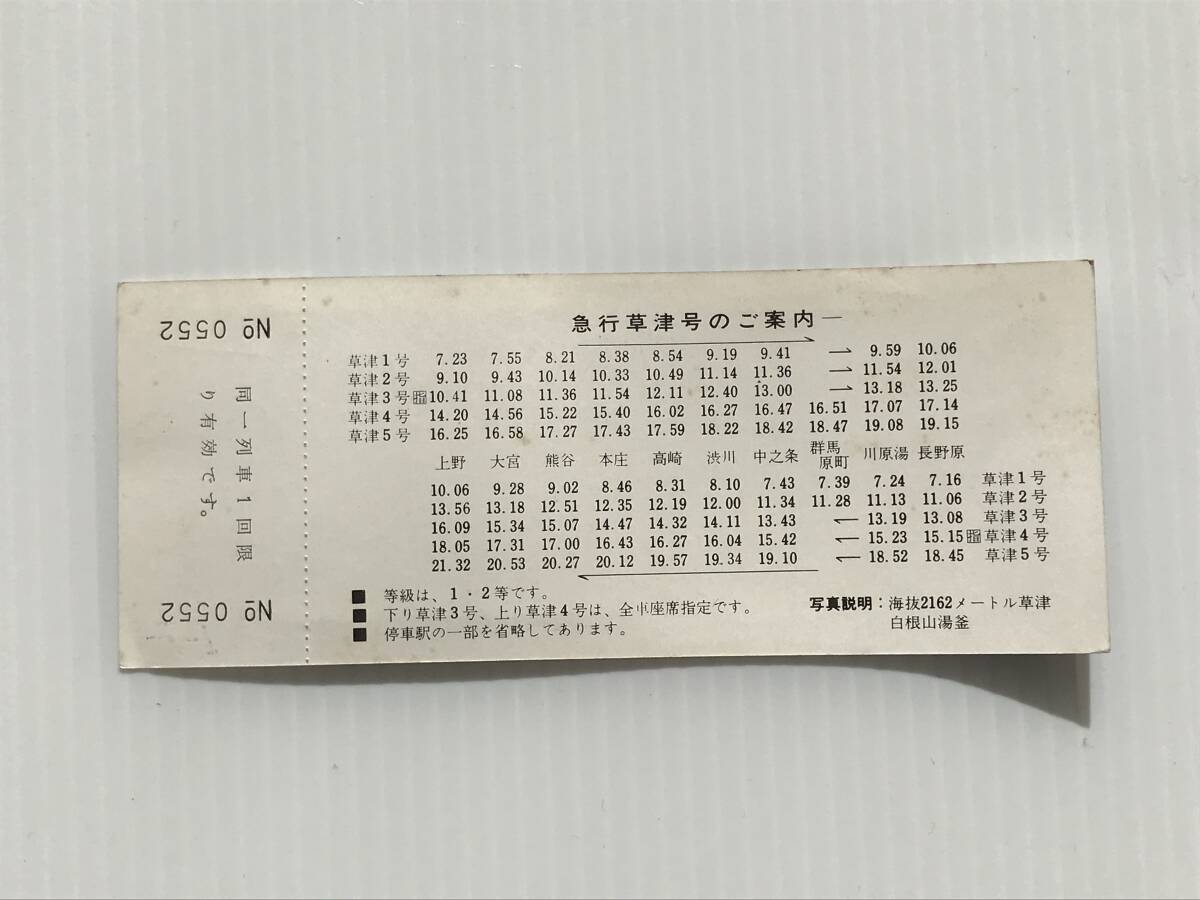 急行草津号のご案内
草津1号 7.23 7.55 8.21 8.38 8.54 9.19 9.41 → 9.59 10.06
草津2号 9.10 9.43 10.14 10.33 10.49 11.14 11.36 → 11.54 12.01
草津3号 10.41 11.08 11.36 11.54 12.11 12.40 13.00 → 13.18 13.25
草津4号 14.20 14.56 15.22 15.40 16.02 16.27 16.47 16.51 17.07 17.14
草津5号 16.25 16.58 17.27 17.43 17.59 18.22 18.42 18.47 19.08 19.15
上野 大宮 熊谷 本庄 高崎 渋川 中之条 群馬原町 川原湯 長野原
10.06 9.28 9.02 8.46 8.31 8.10 7.43 7.39 7.24 7.16 草津1号
13.56 13.18 12.51 12.35 12.19 12.00 11.34 11.28 11.13 11.06 草津2号
16.09 15.34 15.07 14.47 14.32 14.11 13.43 ← 13.19 13.08 草津3号
18.05 17.31 17.00 16.43 16.27 16.04 15.42 ← 15.23 15.15 草津4号
21.32 20.53 20.27 20.12 19.57 19.34 19.10 ← 18.52 18.45 草津5号
■ 等級は、1・2等です。
■ 下り草津3号、上り草津4号は、全車座席指定です。
■ 停車駅の一部を省略してあります。
写真説明：海抜2162メートル草津
白根山湯釜
№ 0552
同一列車1回限
り有効です。
№ 0552